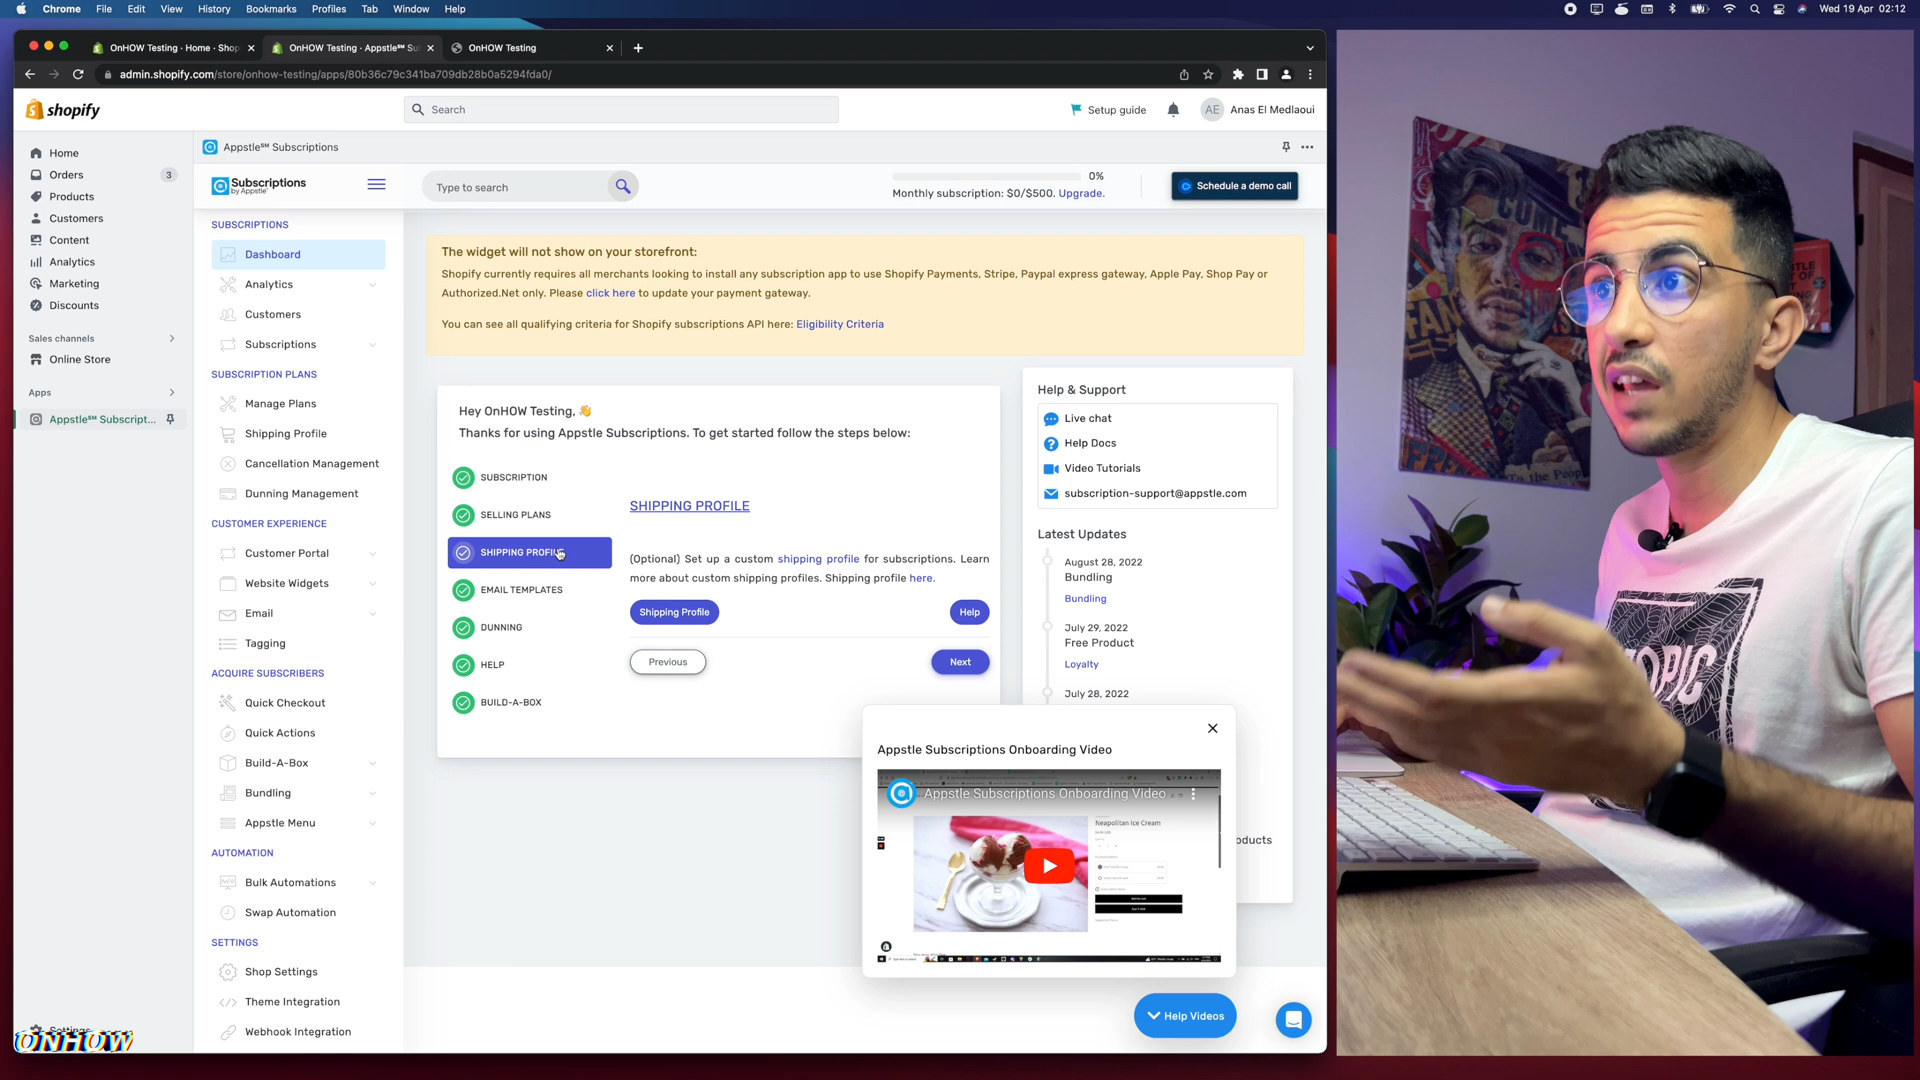 Chrome File Edit View History Bookmarks Profiles Tab Window Help
Wed 19 Apr 02:12
OnHOW Testing · Home · Shop
OnHOW Testing · Appstle℠ Su
OnHOW Testing
admin.shopify.com/store/onhow-testing/apps/80b36c79c341ba709db28b0a5294fda0/
shopify
Search
Setup guide
AE
Anas El Medlaoui
Home
Orders
3
Products
Customers
Content
Analytics
Marketing
Discounts
Sales channels
Online Store
Apps
Appstle℠ Subscript...
Settings
ONHOW
Appstle℠ Subscriptions
Subscriptions
by Appstle
Type to search
0%
Monthly subscription: $0/$500. Upgrade.
Schedule a demo call
SUBSCRIPTIONS
Dashboard
Analytics
Customers
Subscriptions
SUBSCRIPTION PLANS
Manage Plans
Shipping Profile
Cancellation Management
Dunning Management
CUSTOMER EXPERIENCE
Customer Portal
Website Widgets
Email
Tagging
ACQUIRE SUBSCRIBERS
Quick Checkout
Quick Actions
Build-A-Box
Bundling
Appstle Menu
AUTOMATION
Bulk Automations
Swap Automation
SETTINGS
Shop Settings
Theme Integration
Webhook Integration
The widget will not show on your storefront:
Shopify currently requires all merchants looking to install any subscription app to use Shopify Payments, Stripe, Paypal express gateway, Apple Pay, Shop Pay or
Authorized.Net only. Please click here to update your payment gateway.
You can see all qualifying criteria for Shopify subscriptions API here: Eligibility Criteria
Hey OnHOW Testing, 👋
Thanks for using Appstle Subscriptions. To get started follow the steps below:
SUBSCRIPTION
SELLING PLANS
SHIPPING PROFILE
EMAIL TEMPLATES
DUNNING
HELP
BUILD-A-BOX
SHIPPING PROFILE
(Optional) Set up a custom shipping profile for subscriptions. Learn
more about custom shipping profiles. Shipping profile here.
Shipping Profile
Help
Previous
Next
Help & Support
Live chat
Help Docs
Video Tutorials
subscription-support@appstle.com
Latest Updates
August 28, 2022
Bundling
Bundling
July 29, 2022
Free Product
Loyalty
July 28, 2022
oducts
Appstle Subscriptions Onboarding Video
Appstle Subscriptions Onboarding Video
Neapolitan Ice Cream
Help Videos